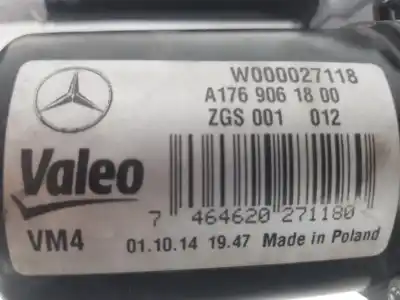 W000027118
A176 906 18 00
ZGS 001 012
Valeo
7 464620 271180
VM4 01.10.14 19.47 Made in Poland